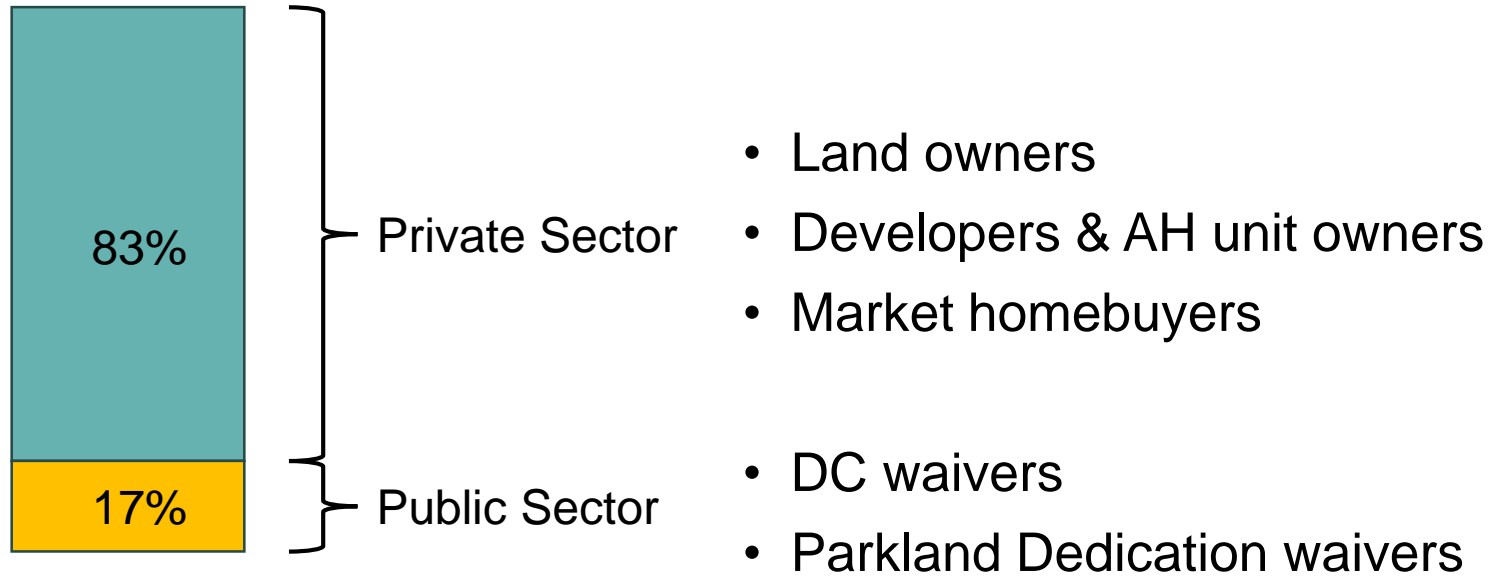 83%
Private Sector
• Land owners
• Developers & AH unit owners
• Market homebuyers
17%
Public Sector
• DC waivers
• Parkland Dedication waivers